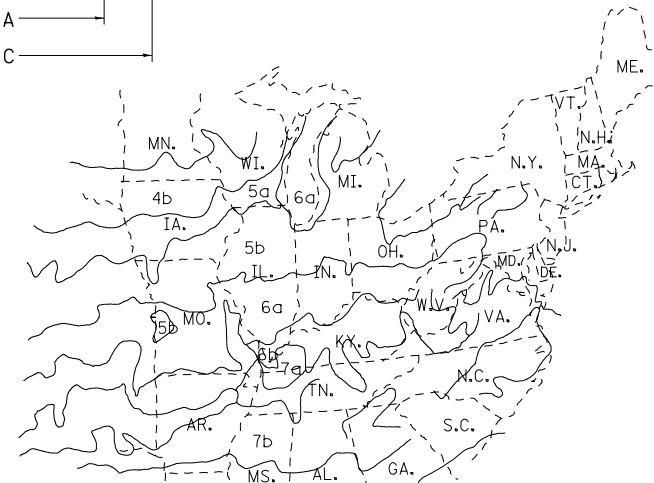 A
C
ME.
VT.
MN.
N.H.
WI.
N.Y.
MA.
MI.
CT.
4b
5a
6a
IA.
PA.
5b
OH.
N.J.
IL.
IN.
MD.
DE.
6a
W.V.
MO.
VA.
5b
KY.
6b
7a
N.C.
TN.
AR.
S.C.
7b
MS.
AL.
GA.